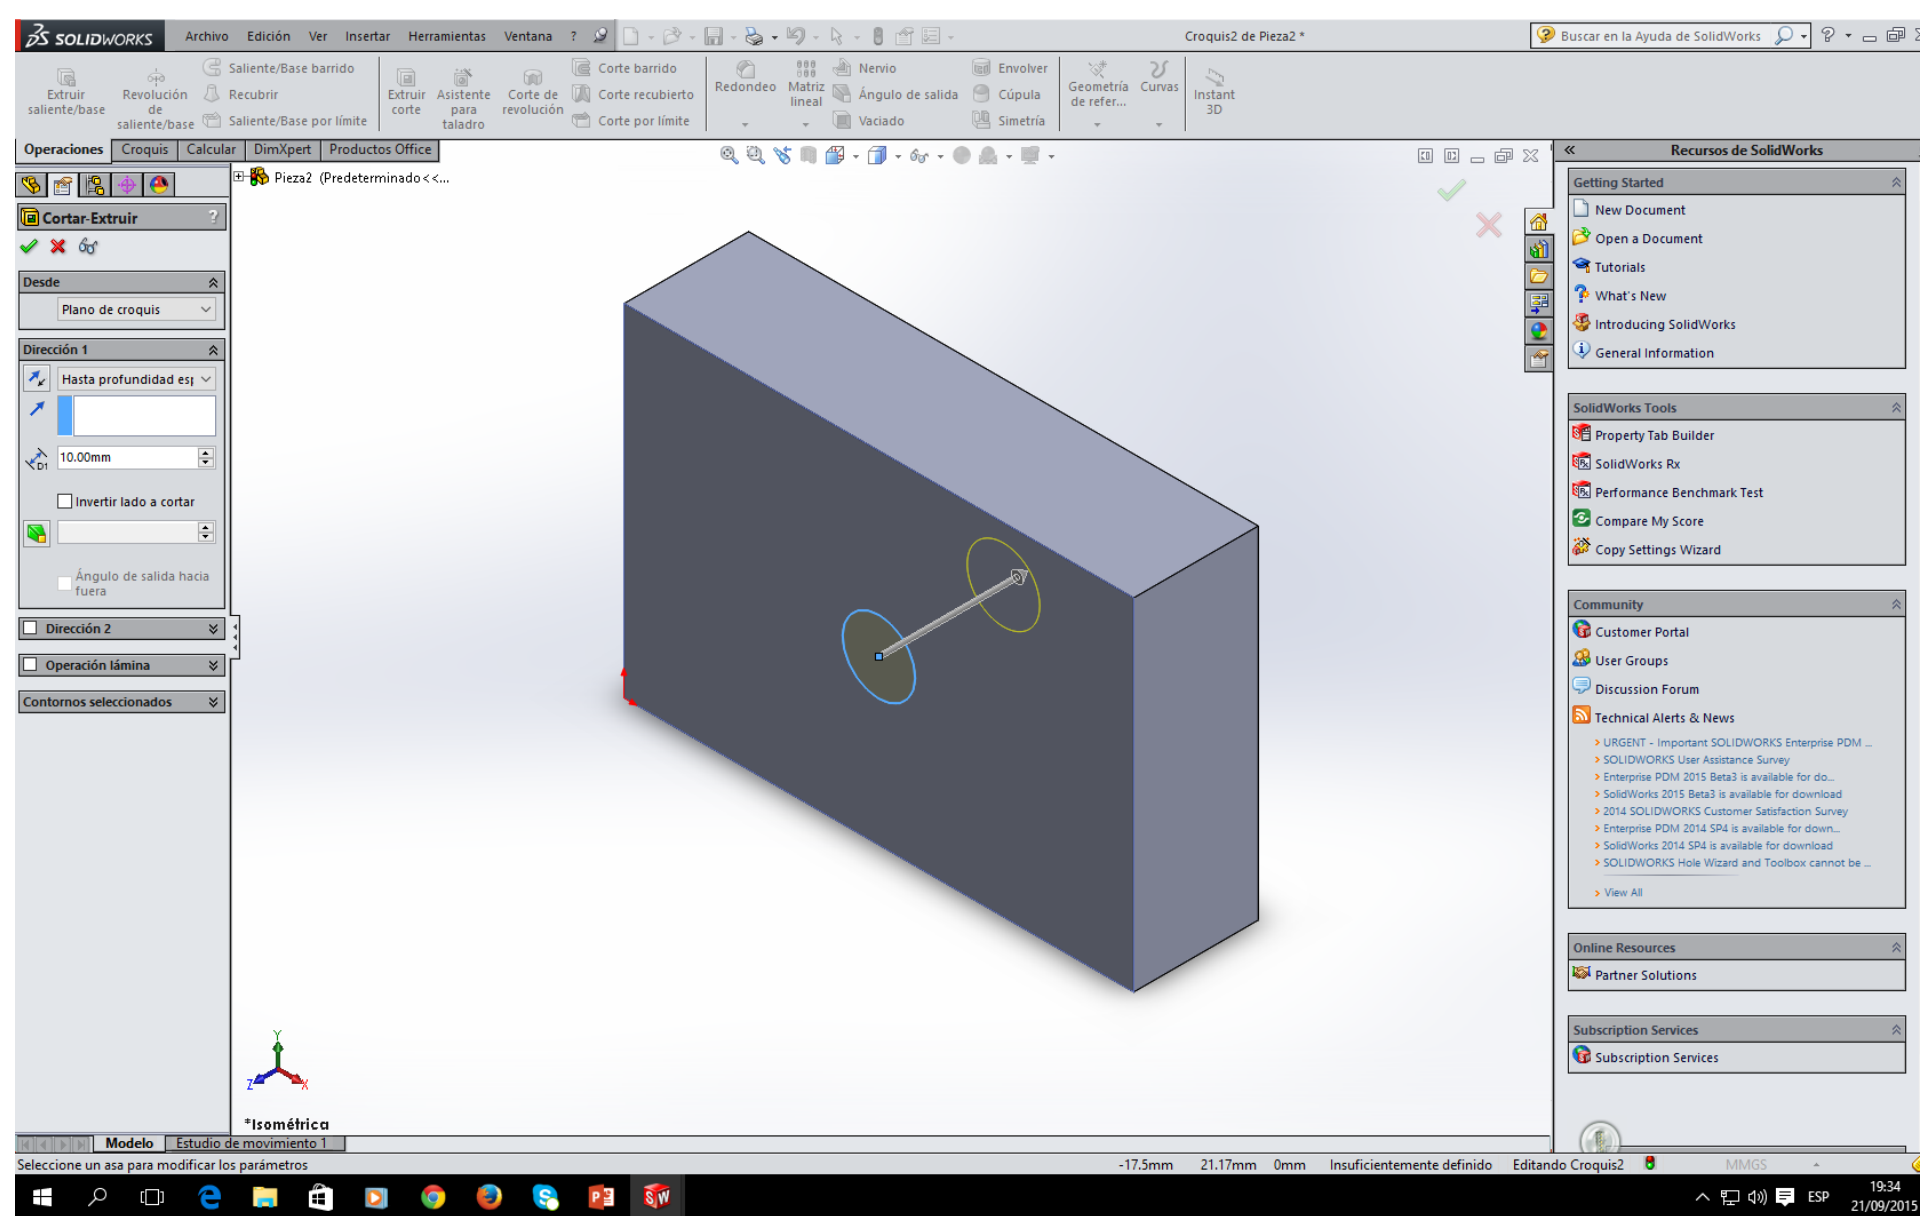 SOLIDWORKS Archivo Edición Ver Insertar Herramientas Ventana ? Croquis2 de Pieza2 * Buscar en la Ayuda de SolidWorks
Extruir saliente/base
Revolución de saliente/base
Saliente/Base barrido
Recubrir
Saliente/Base por límite
Extruir corte
Asistente para taladro
Corte de revolución
Corte barrido
Corte recubierto
Corte por límite
Redondeo
Matriz lineal
Nervio
Ángulo de salida
Vaciado
Envolver
Cúpula
Simetría
Geometría de refer...
Curvas
Instant 3D
Operaciones Croquis Calcular DimXpert Productos Office
Pieza2 (Predeterminado<<...
Cortar-Extruir ?
Desde
Plano de croquis
Dirección 1
Hasta profundidad esp
D1 10.00mm
Invertir lado a cortar
Ángulo de salida hacia
fuera
Dirección 2
Operación lámina
Contornos seleccionados
Y
Z X
*Isométrica
Recursos de SolidWorks
Getting Started
New Document
Open a Document
Tutorials
What's New
Introducing SolidWorks
General Information
SolidWorks Tools
Property Tab Builder
SolidWorks Rx
Performance Benchmark Test
Compare My Score
Copy Settings Wizard
Community
Customer Portal
User Groups
Discussion Forum
Technical Alerts & News
> URGENT - Important SOLIDWORKS Enterprise PDM ...
> SOLIDWORKS User Assistance Survey
> Enterprise PDM 2015 Beta3 is available for do...
> SolidWorks 2015 Beta3 is available for download
> 2014 SOLIDWORKS Customer Satisfaction Survey
> Enterprise PDM 2014 SP4 is available for down...
> SolidWorks 2014 SP4 is available for download
> SOLIDWORKS Hole Wizard and Toolbox cannot be ...
> View All
Online Resources
Partner Solutions
Subscription Services
Subscription Services
Modelo Estudio de movimiento 1
Seleccione un asa para modificar los parámetros -17.5mm 21.17mm 0mm Insuficientemente definido Editando Croquis2 MMGS
ESP 19:34
21/09/2015